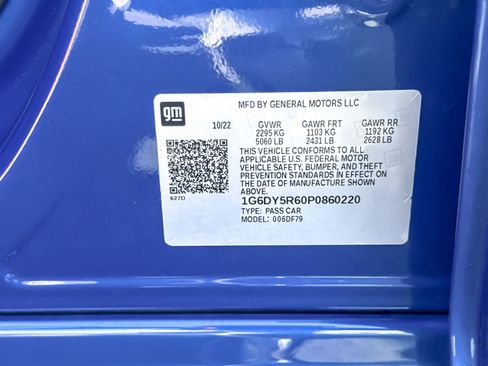 gm
MFD BY GENERAL MOTORS LLC
10/22 GVWR GAWR FRT GAWR RR
2295 KG 1103 KG 1192 KG
5060 LB 2431 LB 2628 LB
THIS VEHICLE CONFORMS TO ALL
APPLICABLE U.S. FEDERAL MOTOR
VEHICLE SAFETY, BUMPER, AND THEFT
PREVENTION STANDARDS IN EFFECT ON
THE DATE OF MANUFACTURE SHOWN
ABOVE.
627D
1G6DY5R60P0860220
TYPE: PASS CAR
MODEL: 006DF79